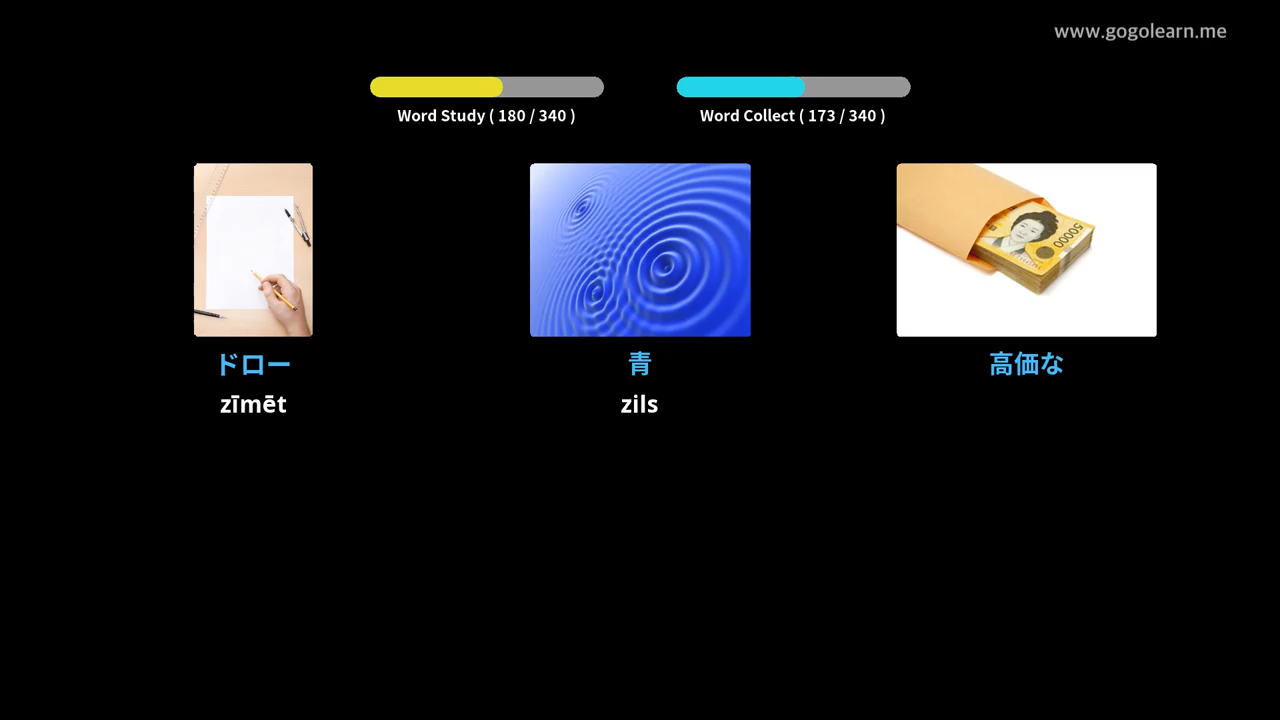 www.gogolearn.me
Word Study ( 180 / 340 )
Word Collect ( 173 / 340 )
50000
ドロー
青
高価な
zīmēt
zils